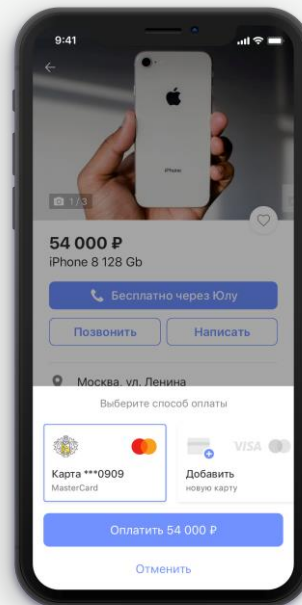 9:41
1/3
iPhone
54 000 ₽
iPhone 8 128 Gb
Бесплатно через Юлу
Позвонить
Написать
Москва, ул. Ленина
Выберите способ оплаты
VISA
Карта ***0909
Добавить
MasterCard
новую карту
Оплатить 54 000 ₽
Отменить